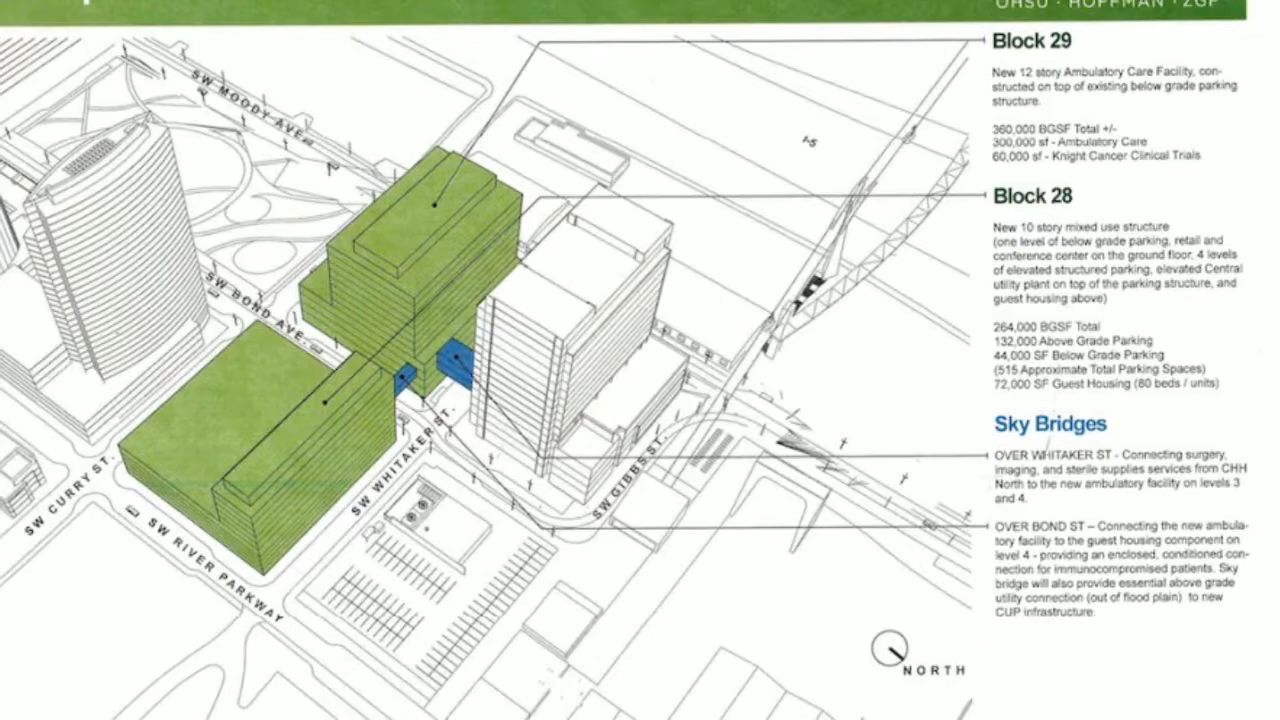 OHSU · HOFFMAN · ZGF
Block 29
New 12 story Ambulatory Care Facility, con-
structed on top of existing below grade parking
structure.
360,000 BGSF Total +/-
300,000 sf - Ambulatory Care
60,000 sf - Knight Cancer Clinical Trials
Block 28
New 10 story mixed use structure
(one level of below grade parking, retail and
conference center on the ground floor, 4 levels
of elevated structured parking, elevated Central
utility plant on top of the parking structure, and
guest housing above)
264,000 BGSF Total
132,000 Above Grade Parking
44,000 SF Below Grade Parking
(515 Approximate Total Parking Spaces)
72,000 SF Guest Housing (80 beds / units)
Sky Bridges
OVER WHITAKER ST - Connecting surgery,
imaging, and sterile supplies services from CHH
North to the new ambulatory facility on levels 3
and 4.
OVER BOND ST – Connecting the new ambula-
tory facility to the guest housing component on
level 4 - providing an enclosed, conditioned con-
nection for immunocompromised patients. Sky
bridge will also provide essential above grade
utility connection (out of flood plain) to new
CUP infrastructure.
SW MOODY AVE.
I-5
SW BOND AVE.
SW WHITAKER ST.
SW GIBBS ST.
SW CURRY ST.
SW RIVER PARKWAY
NORTH